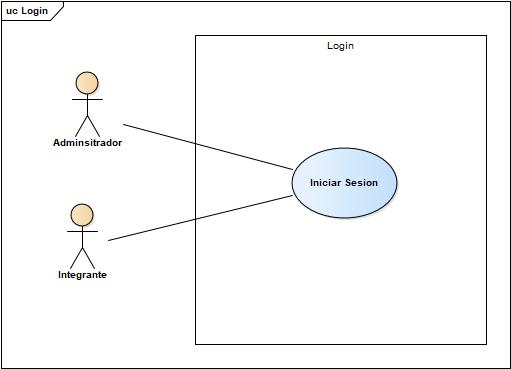 uc Login
Login
Adminsitrador
Iniciar Sesion
Integrante